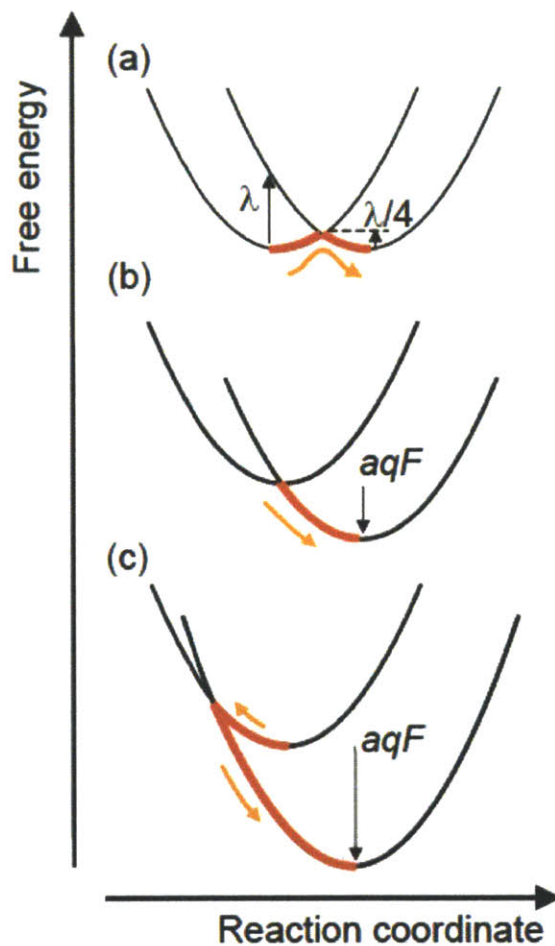 Free energy
(a)
λ
λ/4
(b)
aqF
(c)
aqF
Reaction coordinate